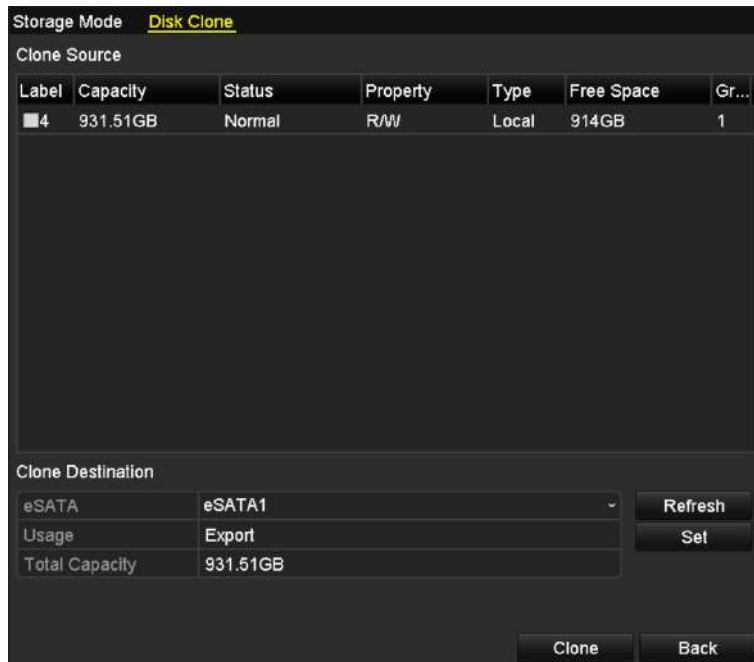 Storage Mode Disk Clone
Clone Source
Label Capacity Status Property Type Free Space Gr...
4 931.51GB Normal R/W Local 914GB 1
Clone Destination
eSATA eSATA1 Refresh
Usage Export Set
Total Capacity 931.51GB
Clone Back